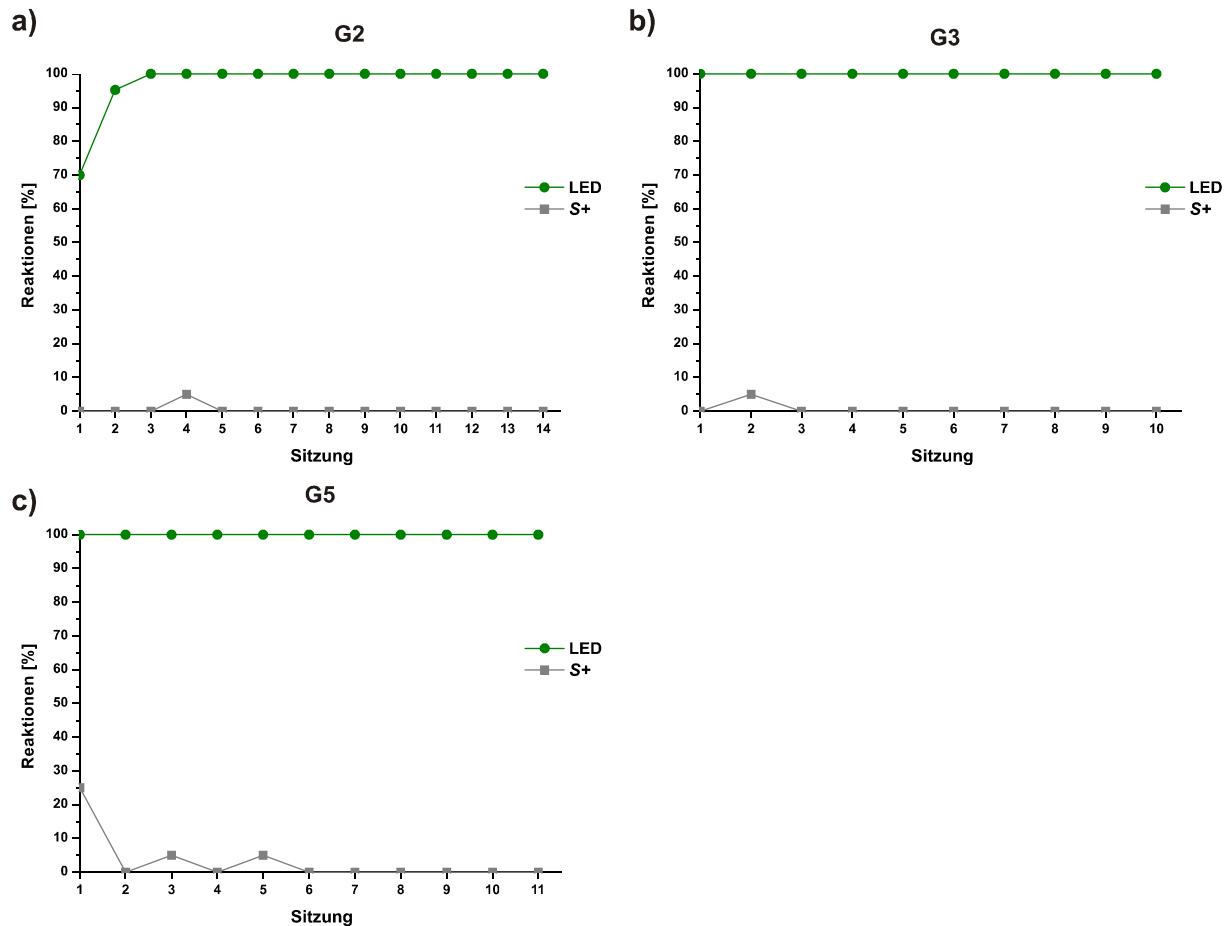 a)
G2
100
90
80
70
60
50
40
30
20
10
0
Reaktionen [%]
1 2 3 4 5 6 7 8 9 10 11 12 13 14
Sitzung
LED
S+
b)
G3
100
90
80
70
60
50
40
30
20
10
0
Reaktionen [%]
1 2 3 4 5 6 7 8 9 10
Sitzung
LED
S+
c)
G5
100
90
80
70
60
50
40
30
20
10
0
Reaktionen [%]
1 2 3 4 5 6 7 8 9 10 11
Sitzung
LED
S+